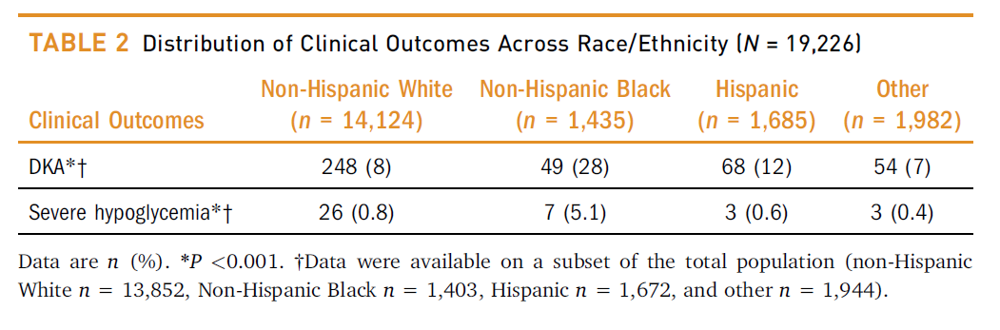 TABLE 2 Distribution of Clinical Outcomes Across Race/Ethnicity (N = 19,226)
Non-Hispanic White Non-Hispanic Black Hispanic Other
Clinical Outcomes (n = 14,124) (n = 1,435) (n = 1,685) (n = 1,982)
DKA*† 248 (8) 49 (28) 68 (12) 54 (7)
Severe hypoglycemia*† 26 (0.8) 7 (5.1) 3 (0.6) 3 (0.4)
Data are n (%). *P <0.001. †Data were available on a subset of the total population (non-Hispanic
White n = 13,852, Non-Hispanic Black n = 1,403, Hispanic n = 1,672, and other n = 1,944).